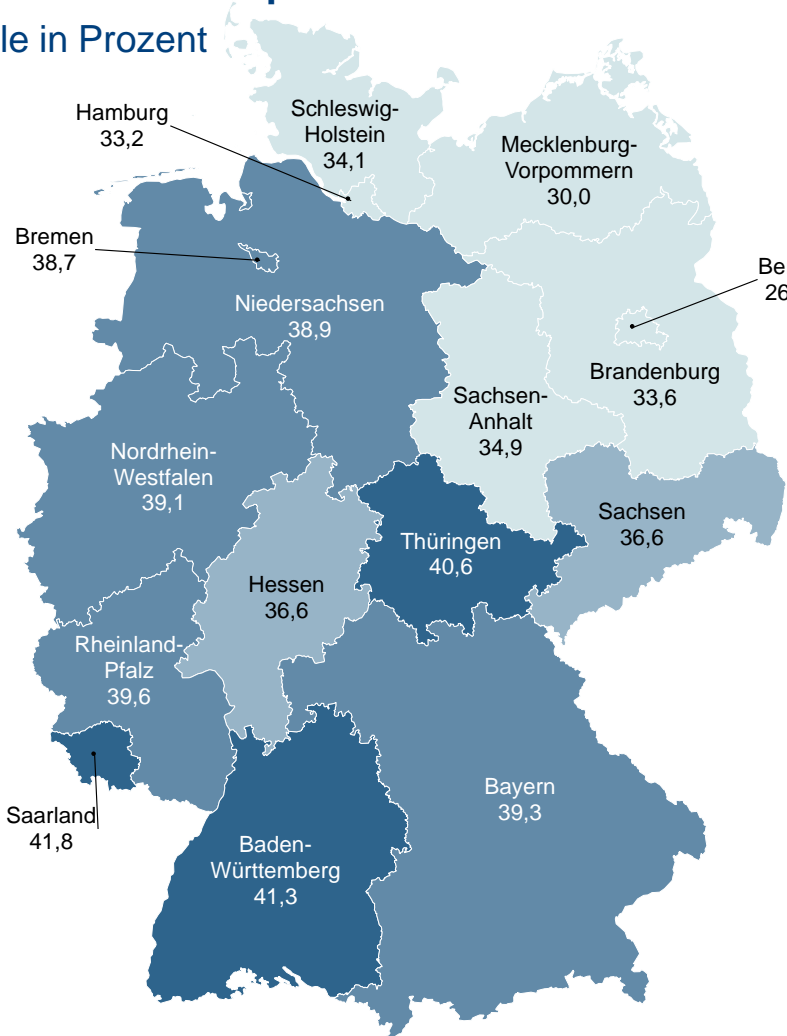 le in Prozent
Hamburg
33,2
Schleswig-
Holstein
34,1
Mecklenburg-
Vorpommern
30,0
Bremen
38,7
Niedersachsen
38,9
Be
26
Brandenburg
33,6
Sachsen-
Anhalt
34,9
Nordrhein-
Westfalen
39,1
Sachsen
36,6
Thüringen
40,6
Hessen
36,6
Rheinland-
Pfalz
39,6
Saarland
41,8
Bayern
39,3
Baden-
Württemberg
41,3